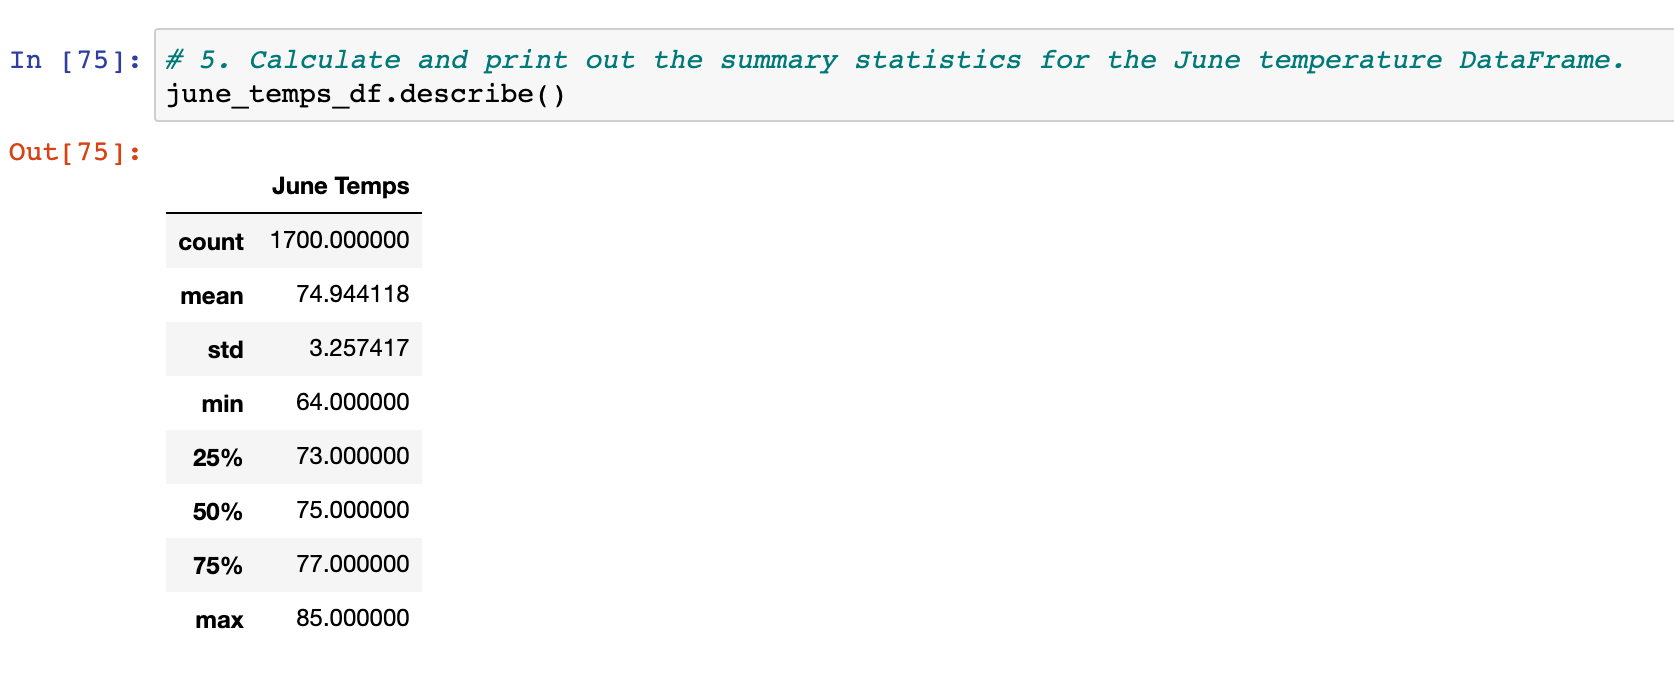 In [75]: # 5. Calculate and print out the summary statistics for the June temperature DataFrame.
june_temps_df.describe()
Out[75]:
June Temps
count 1700.000000
mean 74.944118
std 3.257417
min 64.000000
25% 73.000000
50% 75.000000
75% 77.000000
max 85.000000